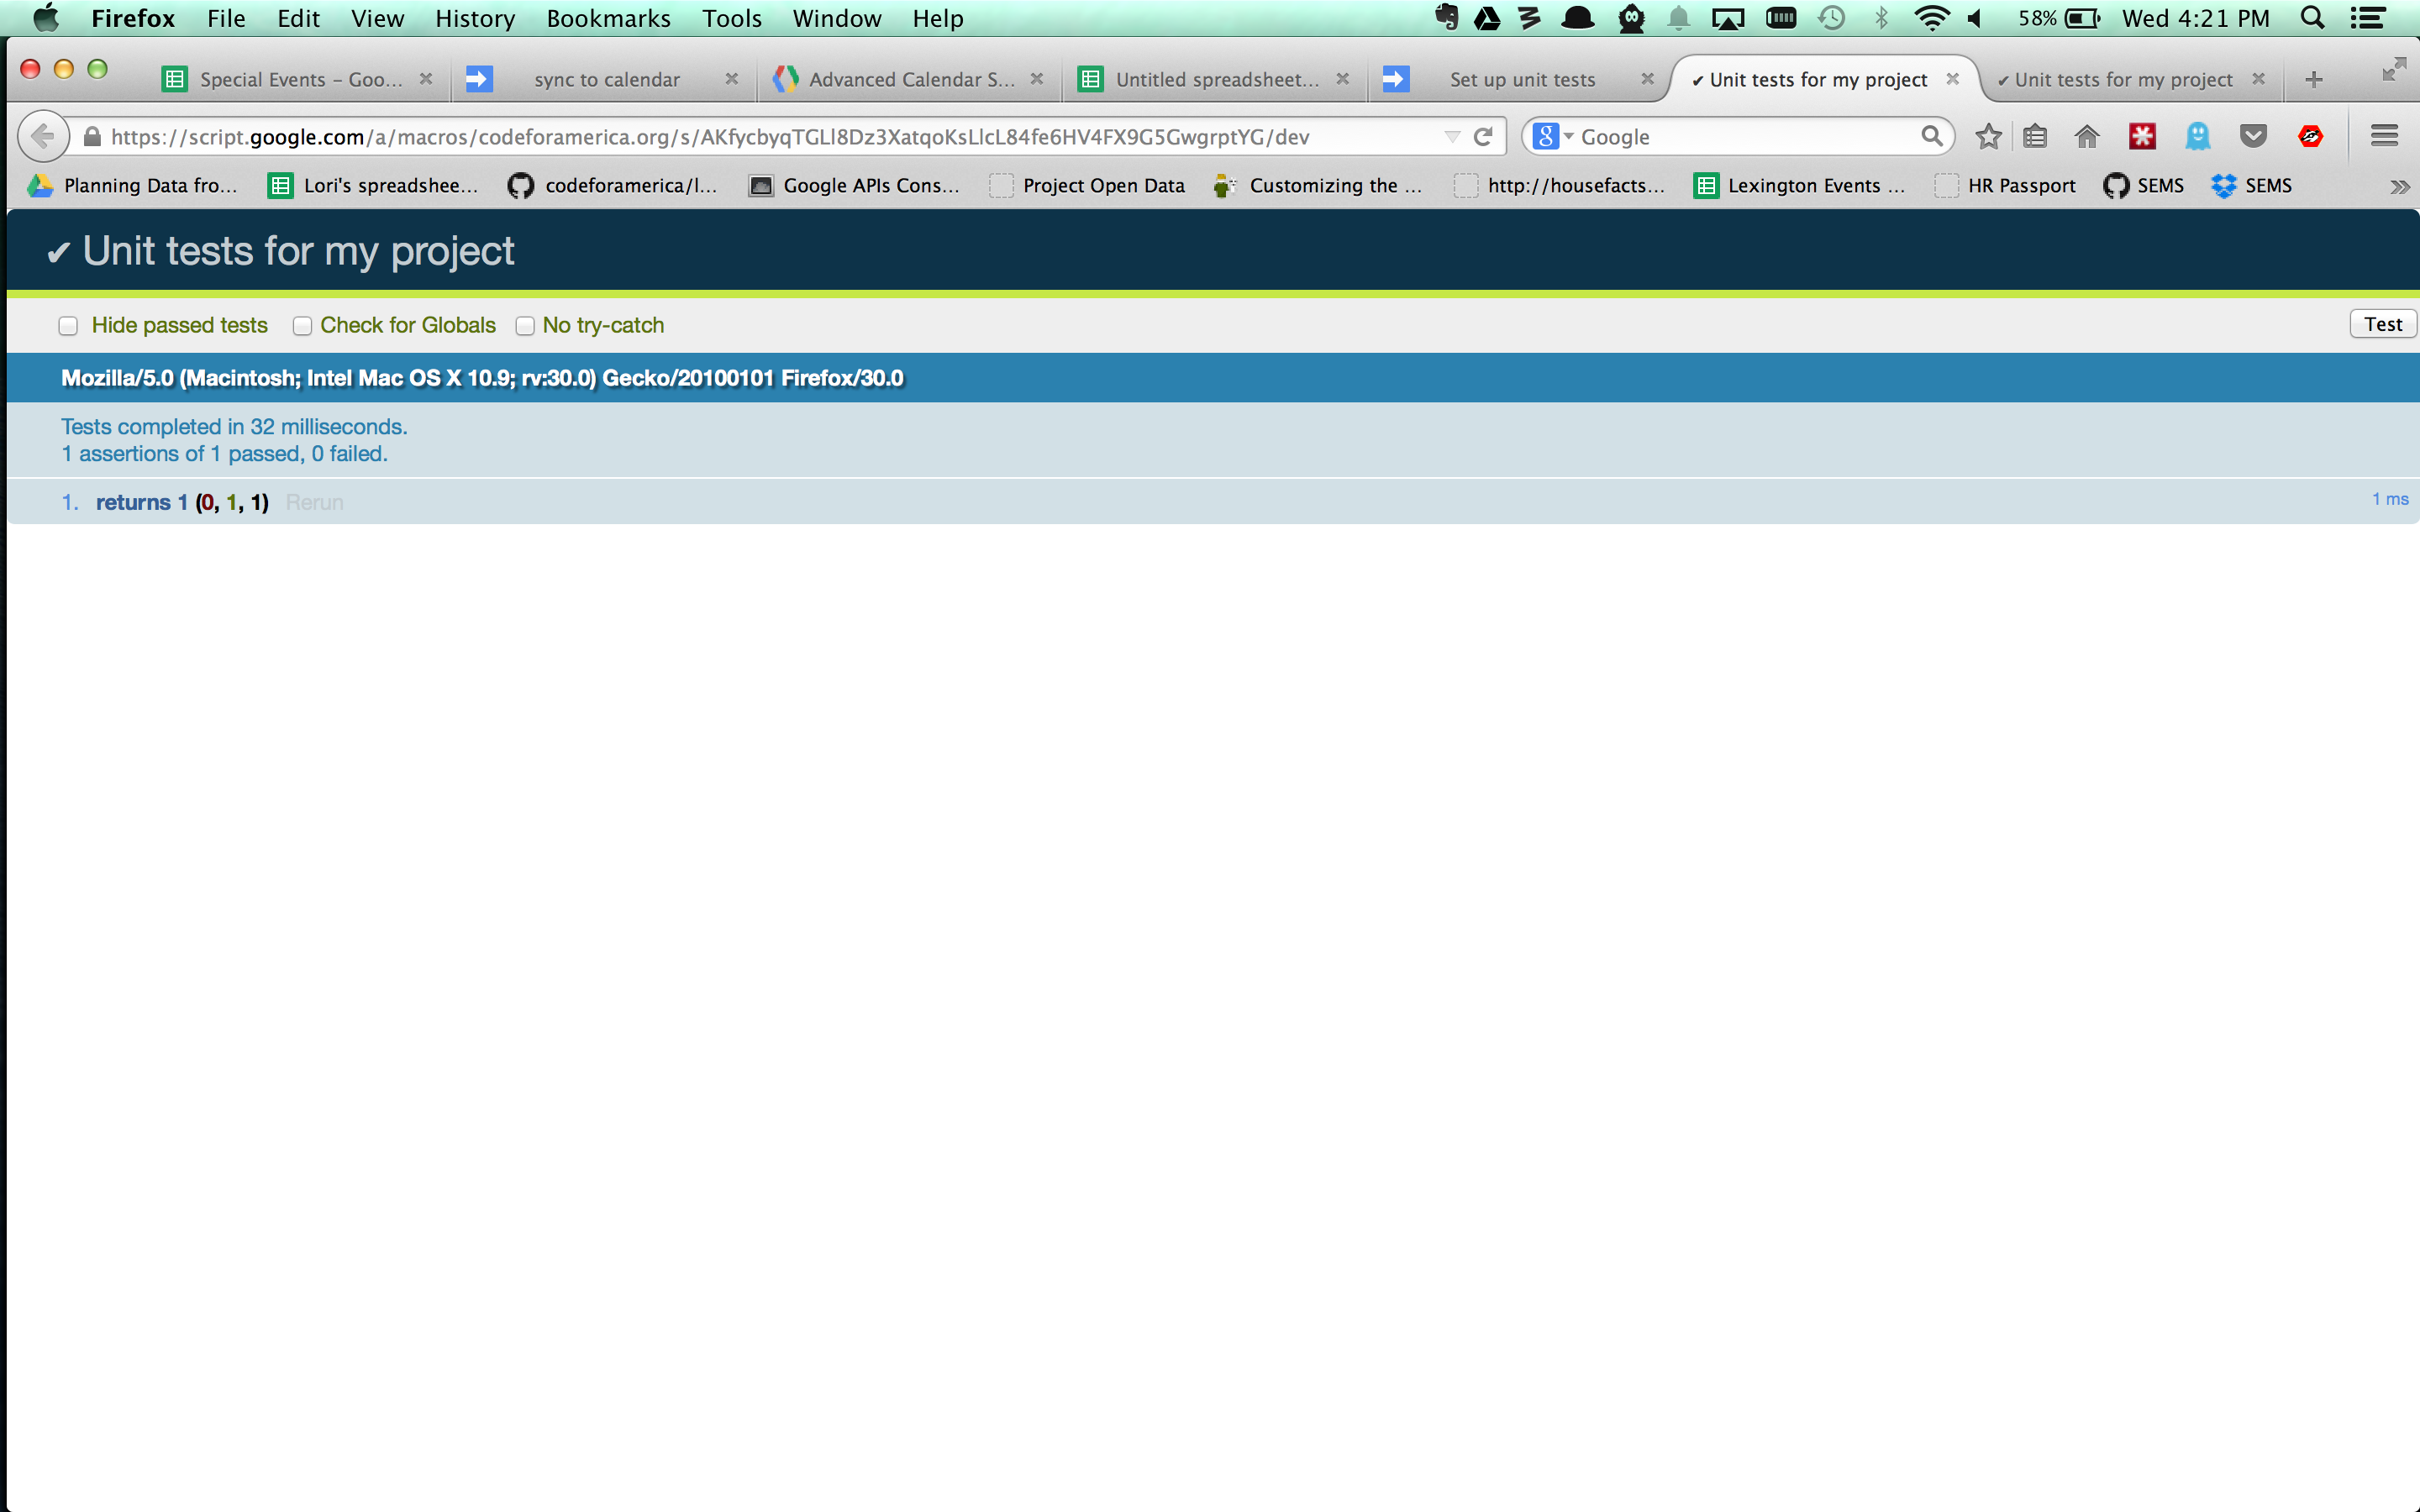 Firefox File Edit View History Bookmarks Tools Window Help 58% Wed 4:21 PM
Special Events – Goo... sync to calendar Advanced Calendar S... Untitled spreadsheet... Set up unit tests ✔ Unit tests for my project ✔ Unit tests for my project
https://script.google.com/a/macros/codeforamerica.org/s/AKfycbyqTGLl8Dz3XatqoKsLlcL84fe6HV4FX9G5GwgrptYG/dev Google
Planning Data fro... Lori's spreadshee... codeforamerica/l... Google APIs Cons... Project Open Data Customizing the ... http://housefacts... Lexington Events ... HR Passport SEMS SEMS
✔ Unit tests for my project
Hide passed tests Check for Globals No try-catch Test
Mozilla/5.0 (Macintosh; Intel Mac OS X 10.9; rv:30.0) Gecko/20100101 Firefox/30.0
Tests completed in 32 milliseconds.
1 assertions of 1 passed, 0 failed.
1. returns 1 (0, 1, 1) Rerun 1 ms